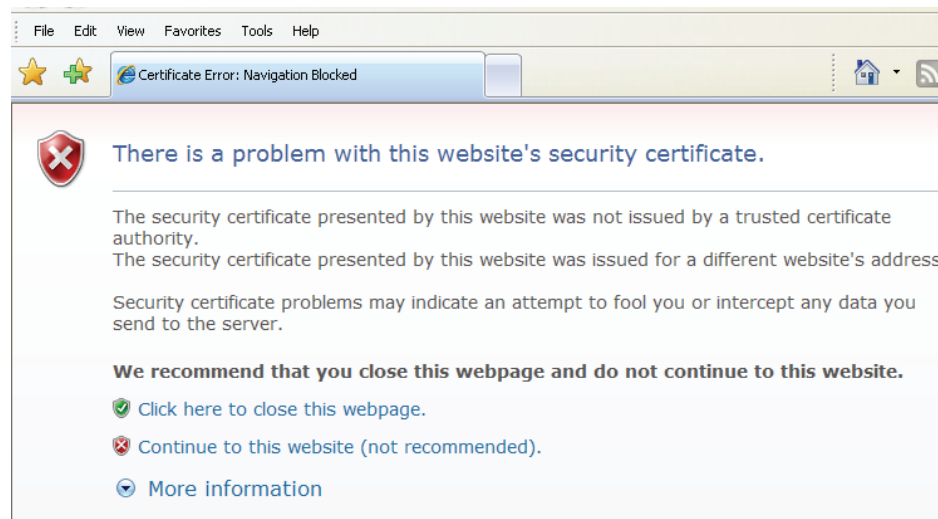 File Edit View Favorites Tools Help
Certificate Error: Navigation Blocked
There is a problem with this website's security certificate.
The security certificate presented by this website was not issued by a trusted certificate
authority.
The security certificate presented by this website was issued for a different website's address
Security certificate problems may indicate an attempt to fool you or intercept any data you
send to the server.
We recommend that you close this webpage and do not continue to this website.
Click here to close this webpage.
Continue to this website (not recommended).
More information